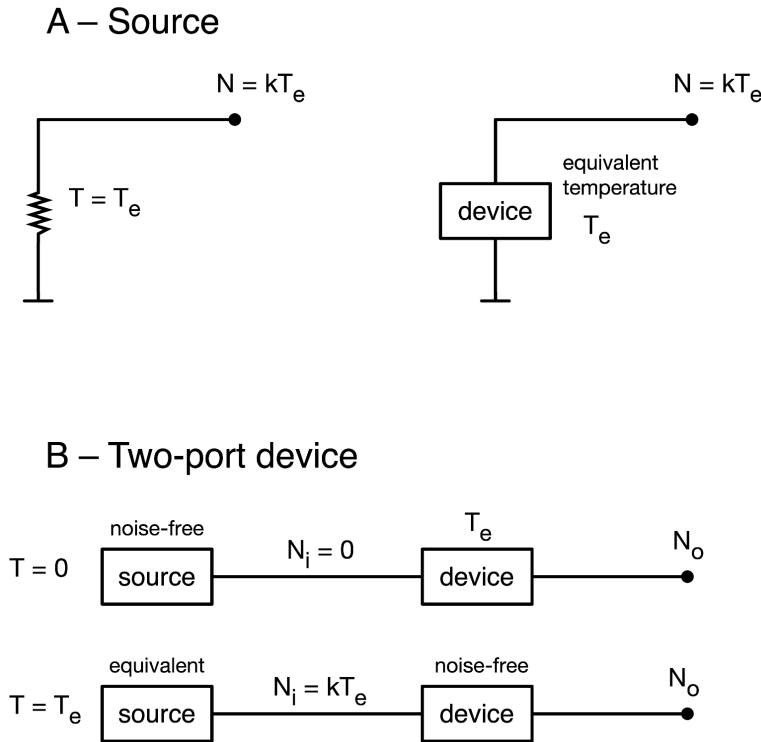 A – Source
N = kTₑ
N = kTₑ
T = Tₑ
equivalent
temperature
device
Tₑ
B – Two-port device
noise-free
Tₑ
T = 0
source
Nᵢ = 0
device
Nₒ
equivalent
noise-free
T = Tₑ
source
Nᵢ = kTₑ
device
Nₒ